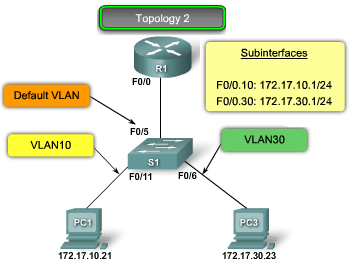 Topology 2
R1
F0/0
Subinterfaces
F0/0.10: 172.17.10.1/24
F0/0.30: 172.17.30.1/24
Default VLAN
F0/5
VLAN10
VLAN30
S1
F0/11
F0/6
PC1
PC3
172.17.10.21
172.17.30.23